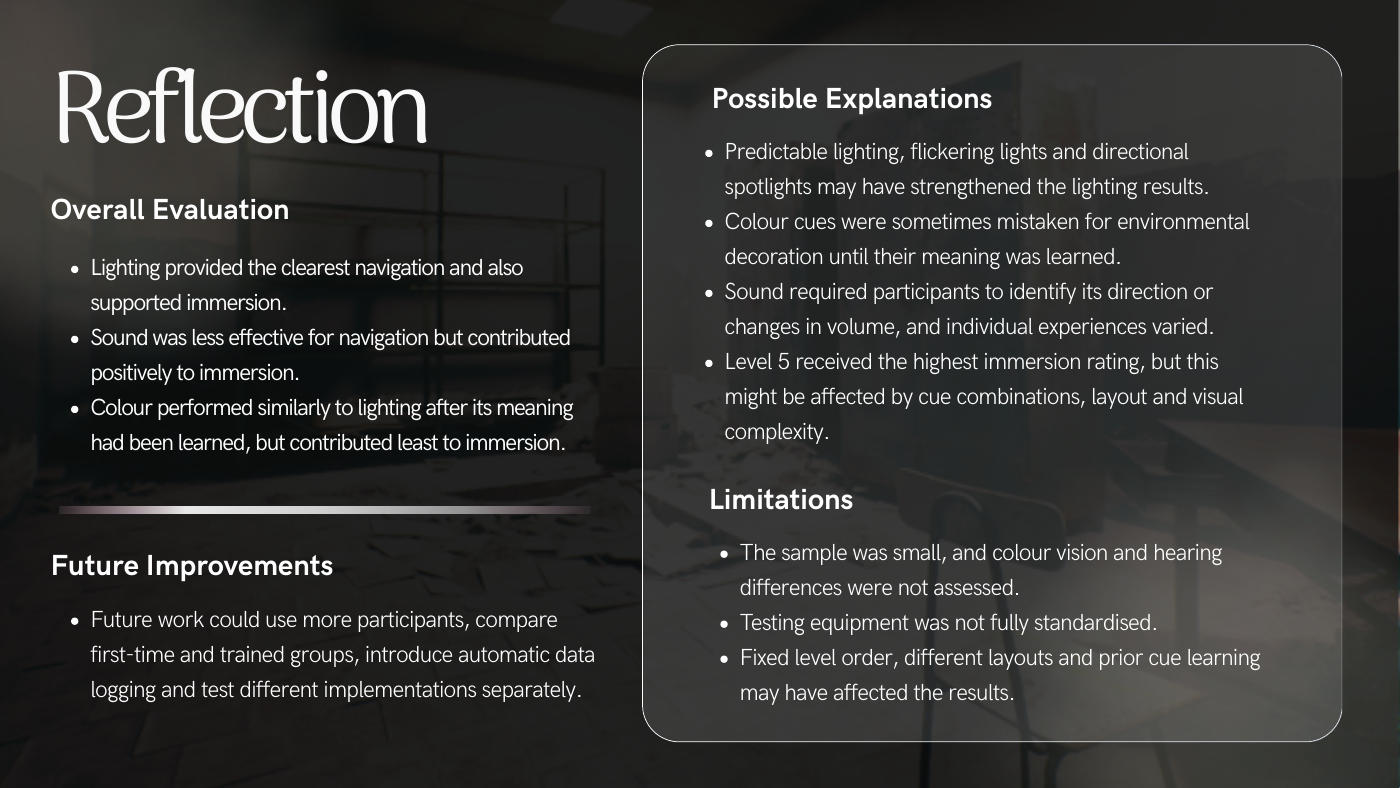 Reflection
Overall Evaluation
• Lighting provided the clearest navigation and also
supported immersion.
• Sound was less effective for navigation but contributed
positively to immersion.
• Colour performed similarly to lighting after its meaning
had been learned, but contributed least to immersion.
Future Improvements
• Future work could use more participants, compare
first-time and trained groups, introduce automatic data
logging and test different implementations separately.
Possible Explanations
• Predictable lighting, flickering lights and directional
spotlights may have strengthened the lighting results.
• Colour cues were sometimes mistaken for environmental
decoration until their meaning was learned.
• Sound required participants to identify its direction or
changes in volume, and individual experiences varied.
• Level 5 received the highest immersion rating, but this
might be affected by cue combinations, layout and visual
complexity.
Limitations
• The sample was small, and colour vision and hearing
differences were not assessed.
• Testing equipment was not fully standardised.
• Fixed level order, different layouts and prior cue learning
may have affected the results.